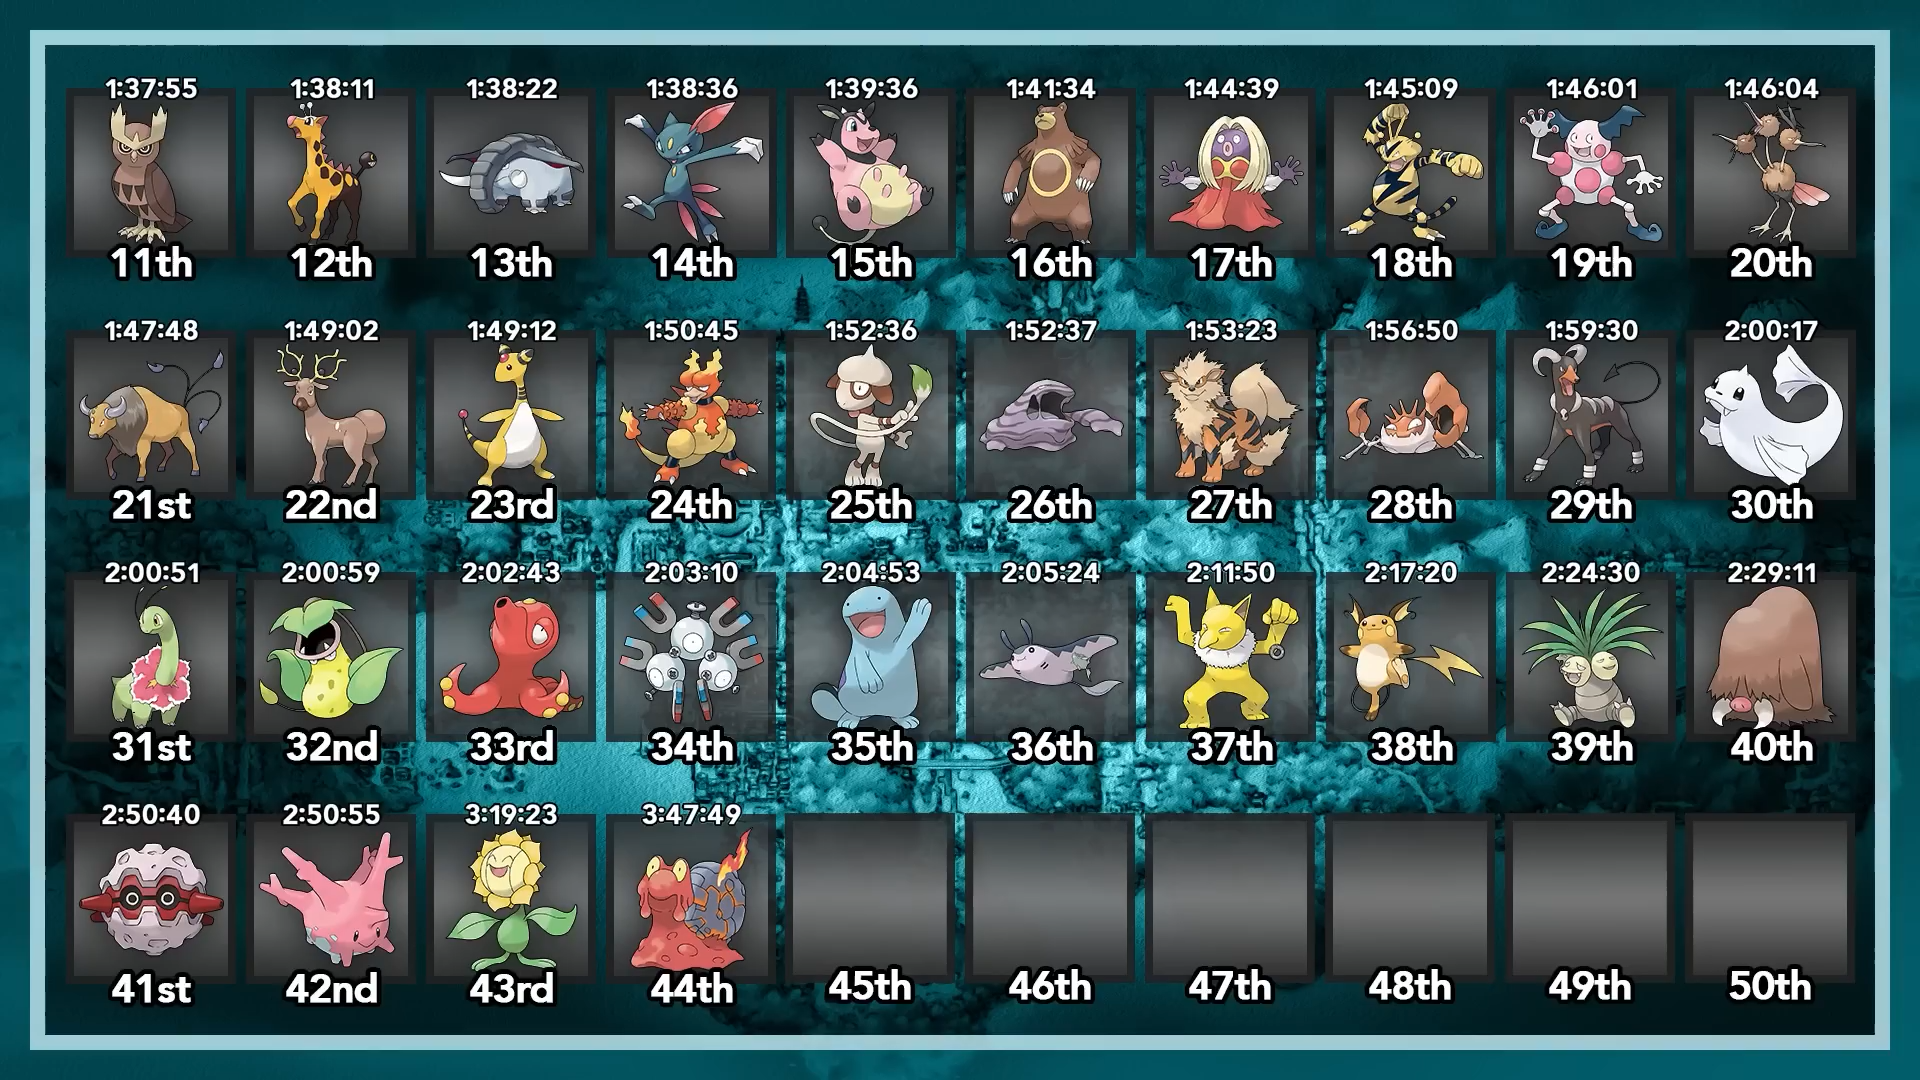 1:37:55 1:38:11 1:38:22 1:38:36 1:39:36 1:41:34 1:44:39 1:45:09 1:46:01 1:46:04
11th 12th 13th 14th 15th 16th 17th 18th 19th 20th
1:47:48 1:49:02 1:49:12 1:50:45 1:52:36 1:52:37 1:53:23 1:56:50 1:59:30 2:00:17
21st 22nd 23rd 24th 25th 26th 27th 28th 29th 30th
2:00:51 2:00:59 2:02:43 2:03:10 2:04:53 2:05:24 2:11:50 2:17:20 2:24:30 2:29:11
31st 32nd 33rd 34th 35th 36th 37th 38th 39th 40th
2:50:40 2:50:55 3:19:23 3:47:49
41st 42nd 43rd 44th 45th 46th 47th 48th 49th 50th